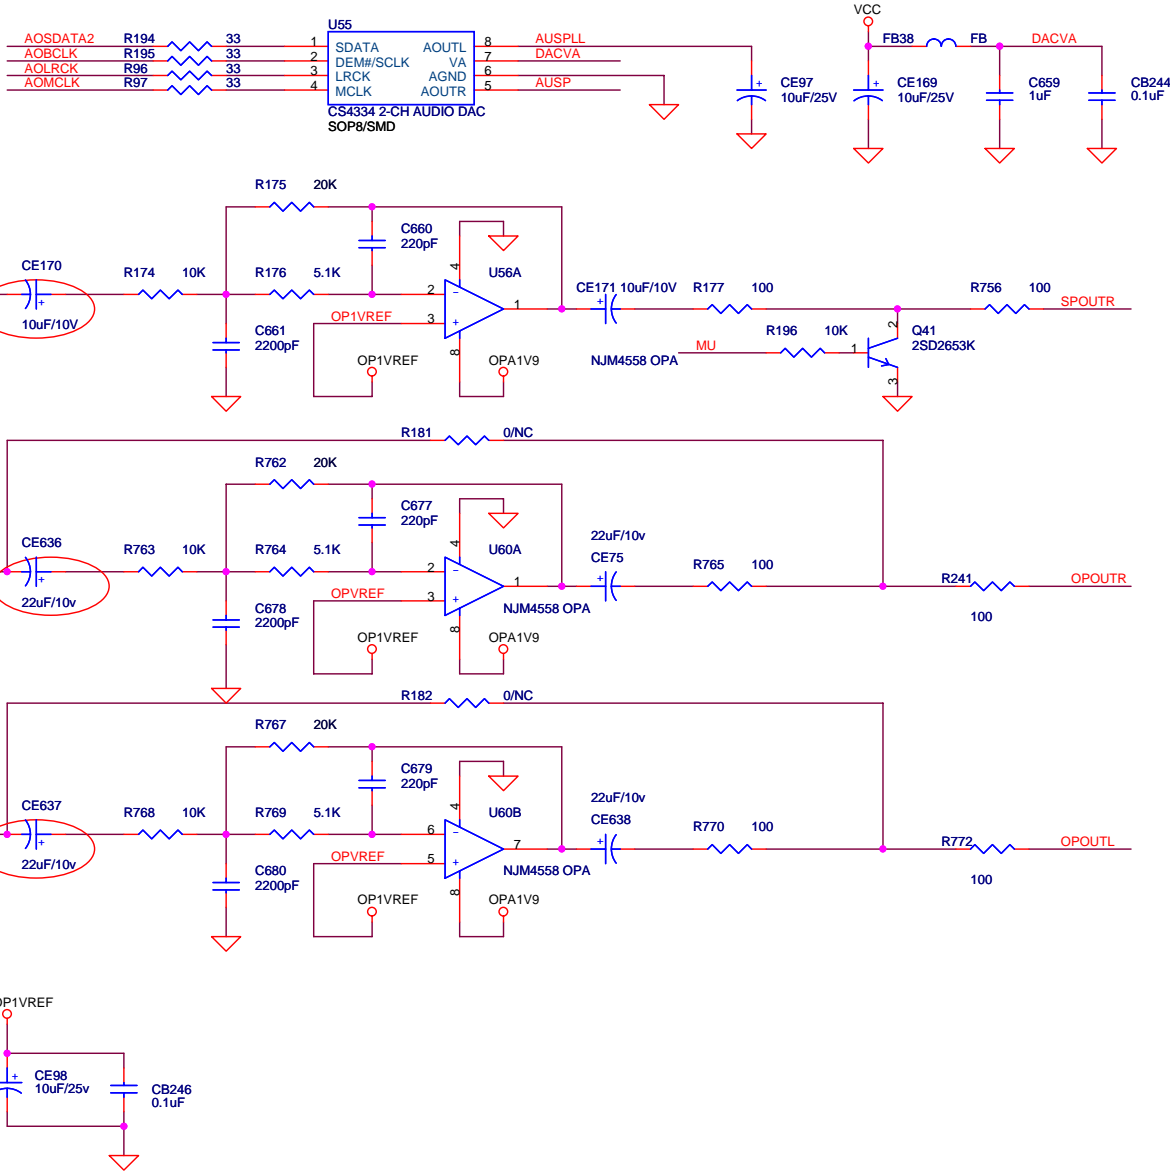 U55
VCC
AOSDATA2 R194 33 1 SDATA AOUTL 8 AUSPLL
AOBCLK R195 33 2 DEM#/SCLK VA 7 DACVA
AOLRCK R96 33 3 LRCK AGND 6
AOMCLK R97 33 4 MCLK AOUTR 5 AUSP
CS4334 2-CH AUDIO DAC
SOP8/SMD
FB38 FB DACVA
CE97
10uF/25V
CE169
10uF/25V
C659
1uF
CB244
0.1uF
R175 20K
C660
220pF
CE170
10uF/10V
R174 10K
R176 5.1K
4 U56A
2
1
3
8
OP1VREF
C661
2200pF
OP1VREF
OPA1V9
CE171 10uF/10V
R177 100
R756 100
SPOUTR
MU
R196 10K
1
2
3
Q41
2SD2653K
NJM4558 OPA
R181 0/NC
R762 20K
C677
220pF
CE636
22uF/10v
R763 10K
R764 5.1K
4 U60A
2
1
3
8
OPVREF
C678
2200pF
OP1VREF
OPA1V9
NJM4558 OPA
22uF/10v
CE75
R765 100
R241
100
OPOUTR
R182 0/NC
R767 20K
C679
220pF
CE637
22uF/10v
R768 10K
R769 5.1K
4 U60B
6
7
5
8
OPVREF
C680
2200pF
OP1VREF
OPA1V9
NJM4558 OPA
22uF/10v
CE638
R770 100
R772
100
OPOUTL
OP1VREF
CE98
10uF/25v
CB246
0.1uF